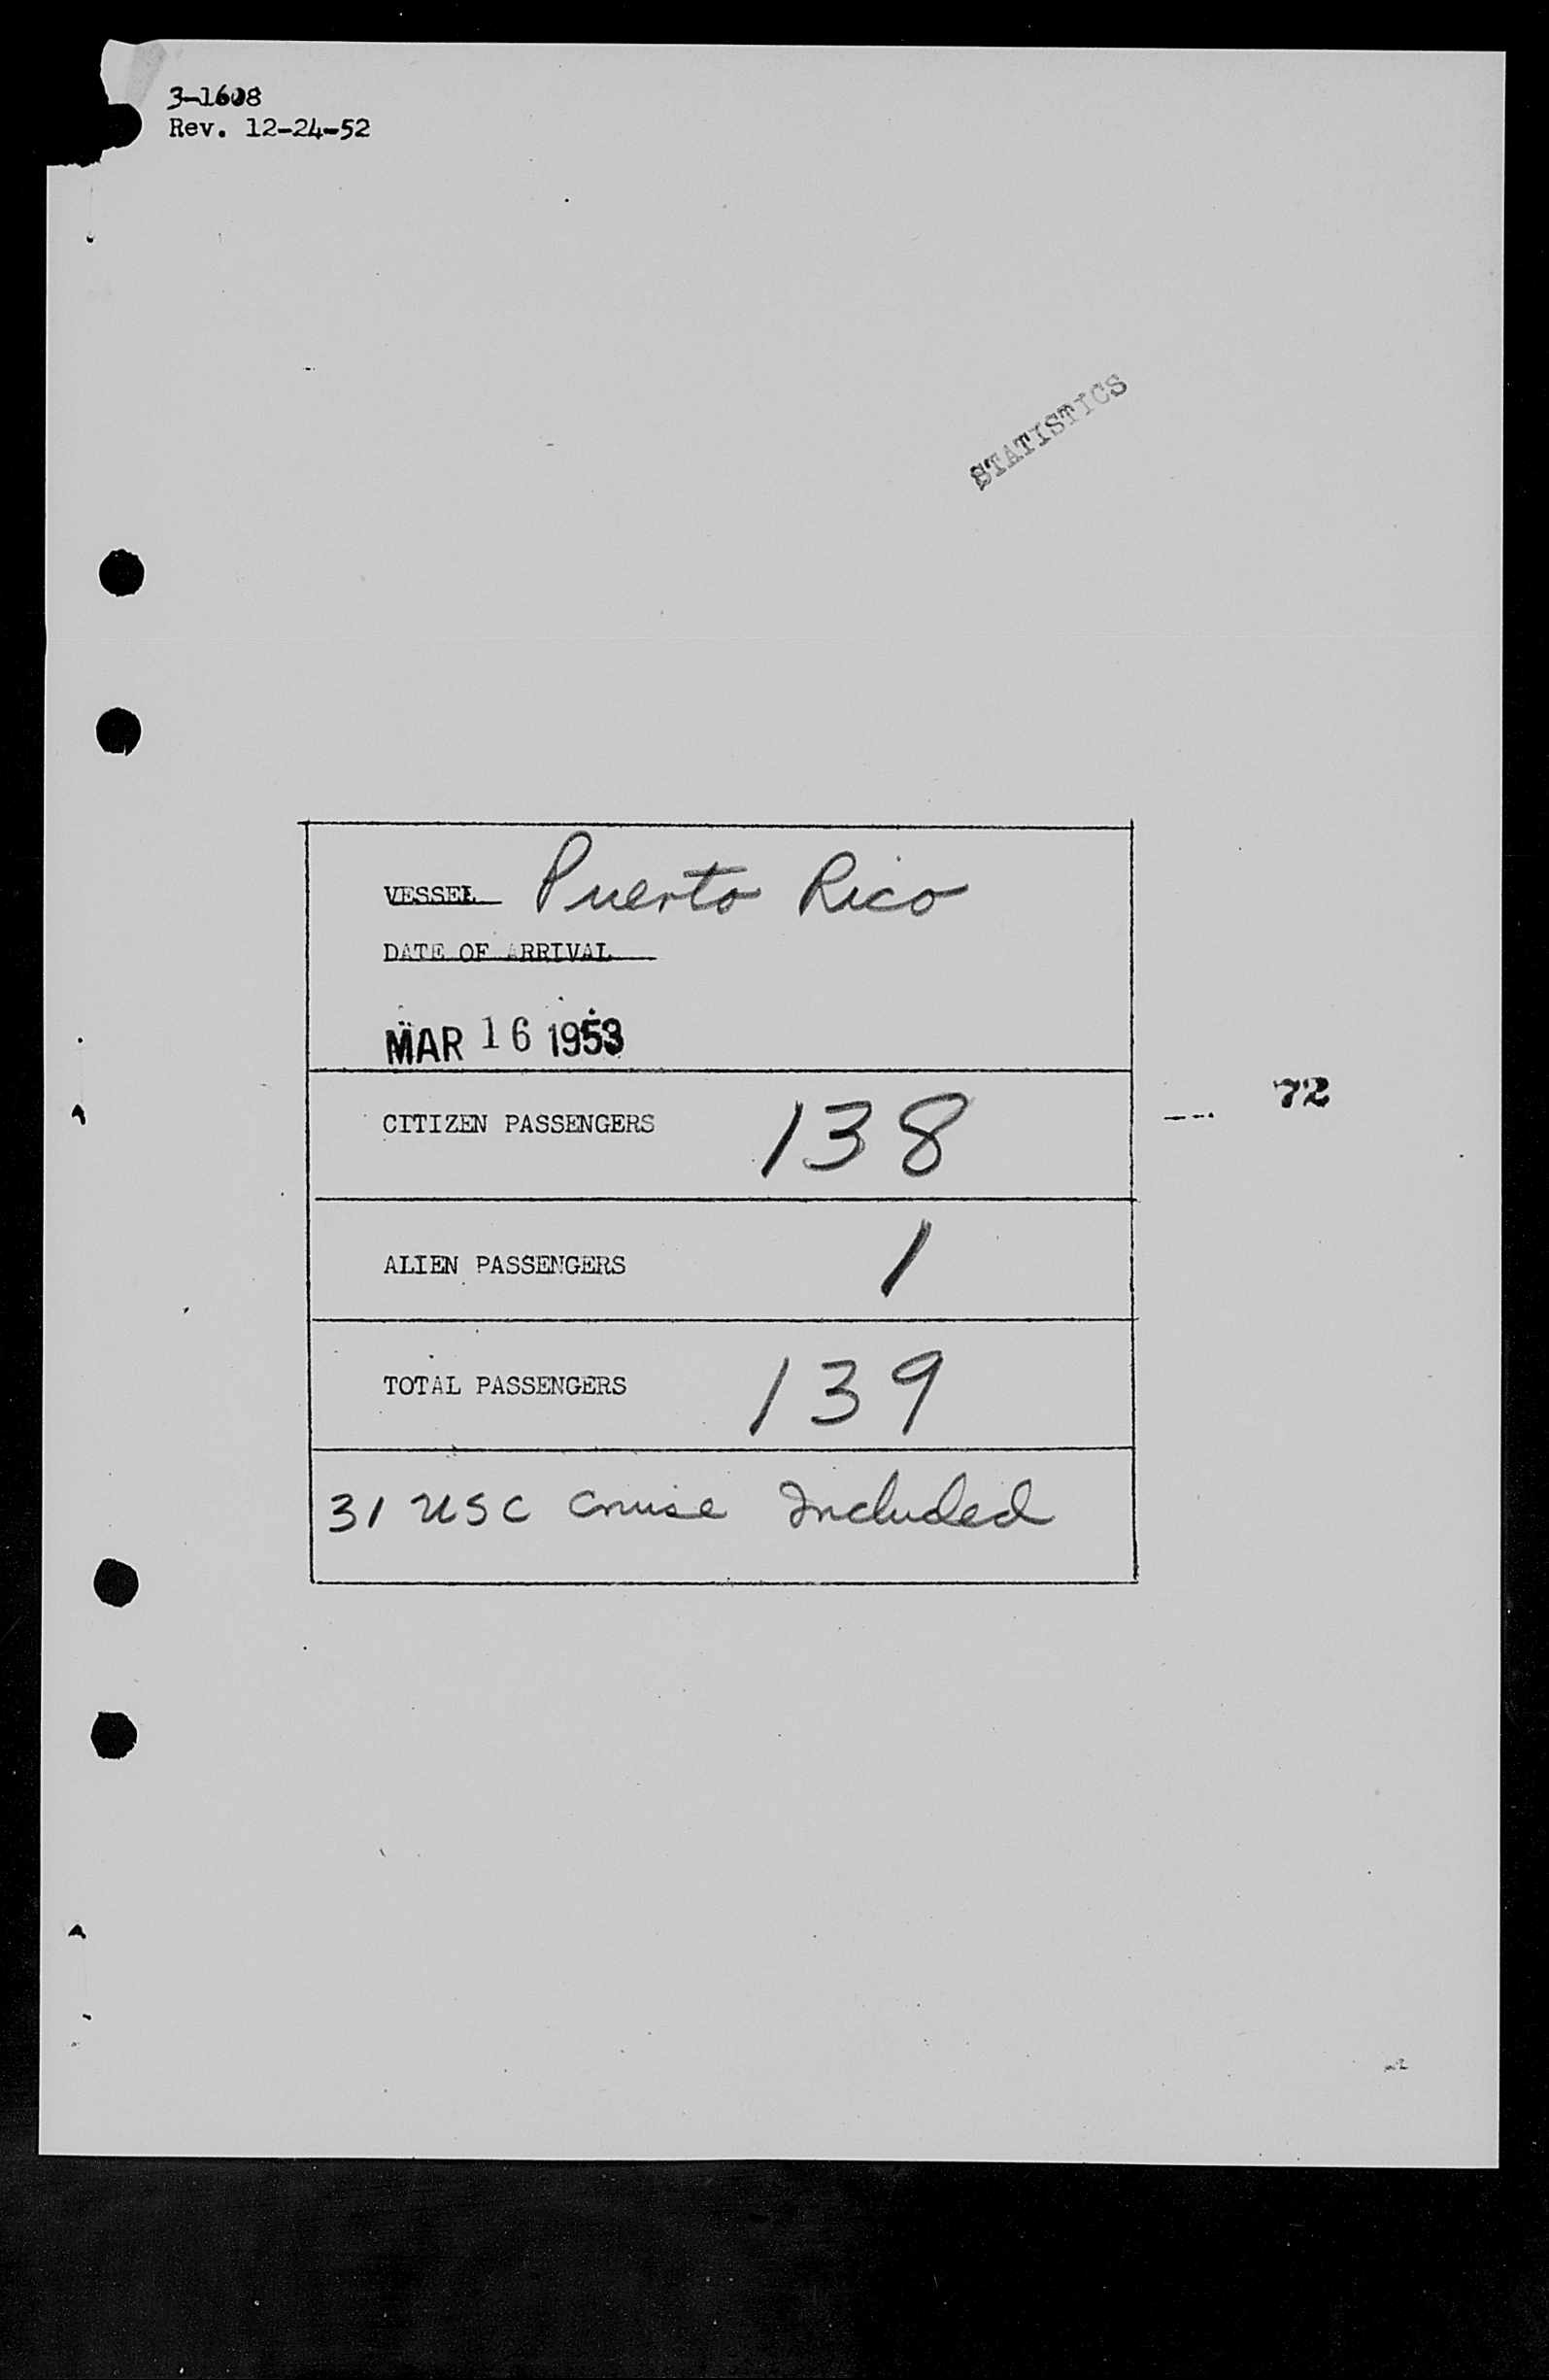 3-1608
Rev. 12-24-52
STATISTICS
VESSEL Puerto Rico
DATE OF ARRIVAL
MAR 16 1953
CITIZEN PASSENGERS 138
72
ALIEN PASSENGERS 1
TOTAL PASSENGERS 139
31 USC Cruise Included